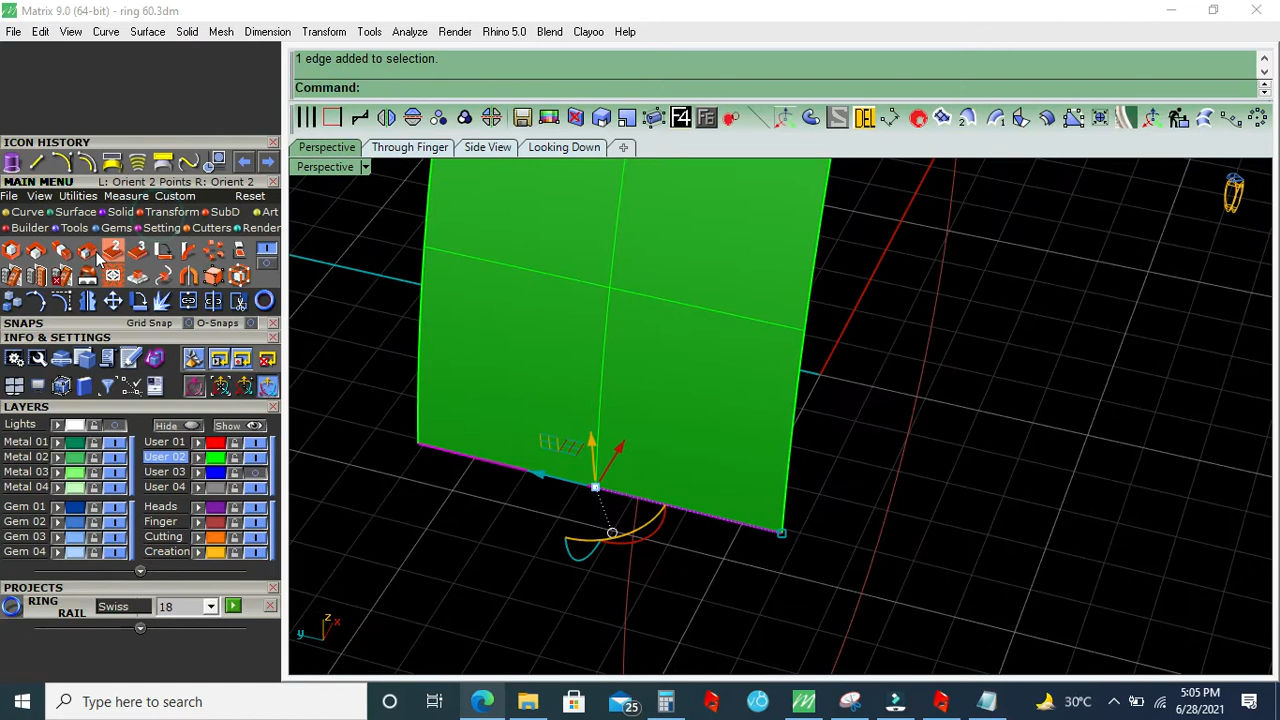 Matrix 9.0 (64-bit) - ring 60.3dm
File Edit View Curve Surface Solid Mesh Dimension Transform Tools Analyze Render Rhino 5.0 Blend Clayoo Help
1 edge added to selection.
Command:
F4 F6 DEL
Perspective Through Finger Side View Looking Down
Perspective
ICON HISTORY
MAIN MENU L: Orient 2 Points R: Orient 2
File View Utilities Measure Custom Reset
Curve Surface Solid Transform SubD Art
Builder Tools Gems Setting Cutters Render
2 3
SNAPS Grid Snap O-Snaps
INFO & SETTINGS
LAYERS
Lights Hide Show
Metal 01 User 01
Metal 02 User 02
Metal 03 User 03
Metal 04 User 04
Gem 01 Heads
Gem 02 Finger
Gem 03 Cutting
Gem 04 Creation
PROJECTS
RING RAIL Swiss 18
z
y x
Type here to search
25
30°C
5:05 PM
6/28/2021